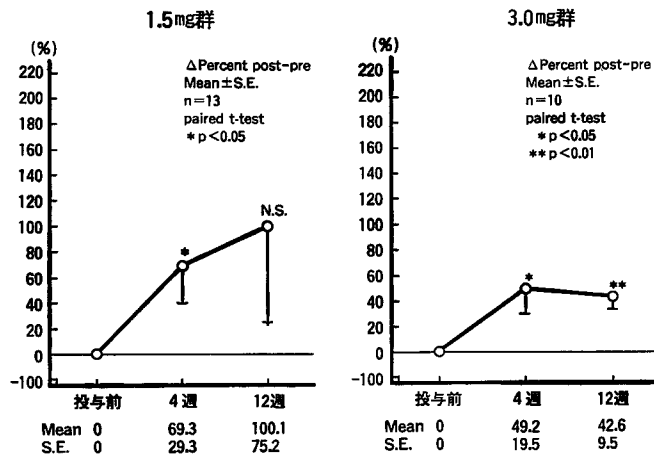 1.5mg群
(%)
220
200
180
160
140
120
100
80
60
40
20
0
-100
ΔPercent post-pre
Mean±S.E.
n=13
paired t-test
*p<0.05
*
N.S.
投与前 4週 12週
Mean 0 69.3 100.1
S.E. 0 29.3 75.2
3.0mg群
(%)
220
200
180
160
140
120
100
80
60
40
20
0
-100
ΔPercent post-pre
Mean±S.E.
n=10
paired t-test
*p<0.05
**p<0.01
*
**
投与前 4週 12週
Mean 0 49.2 42.6
S.E. 0 19.5 9.5